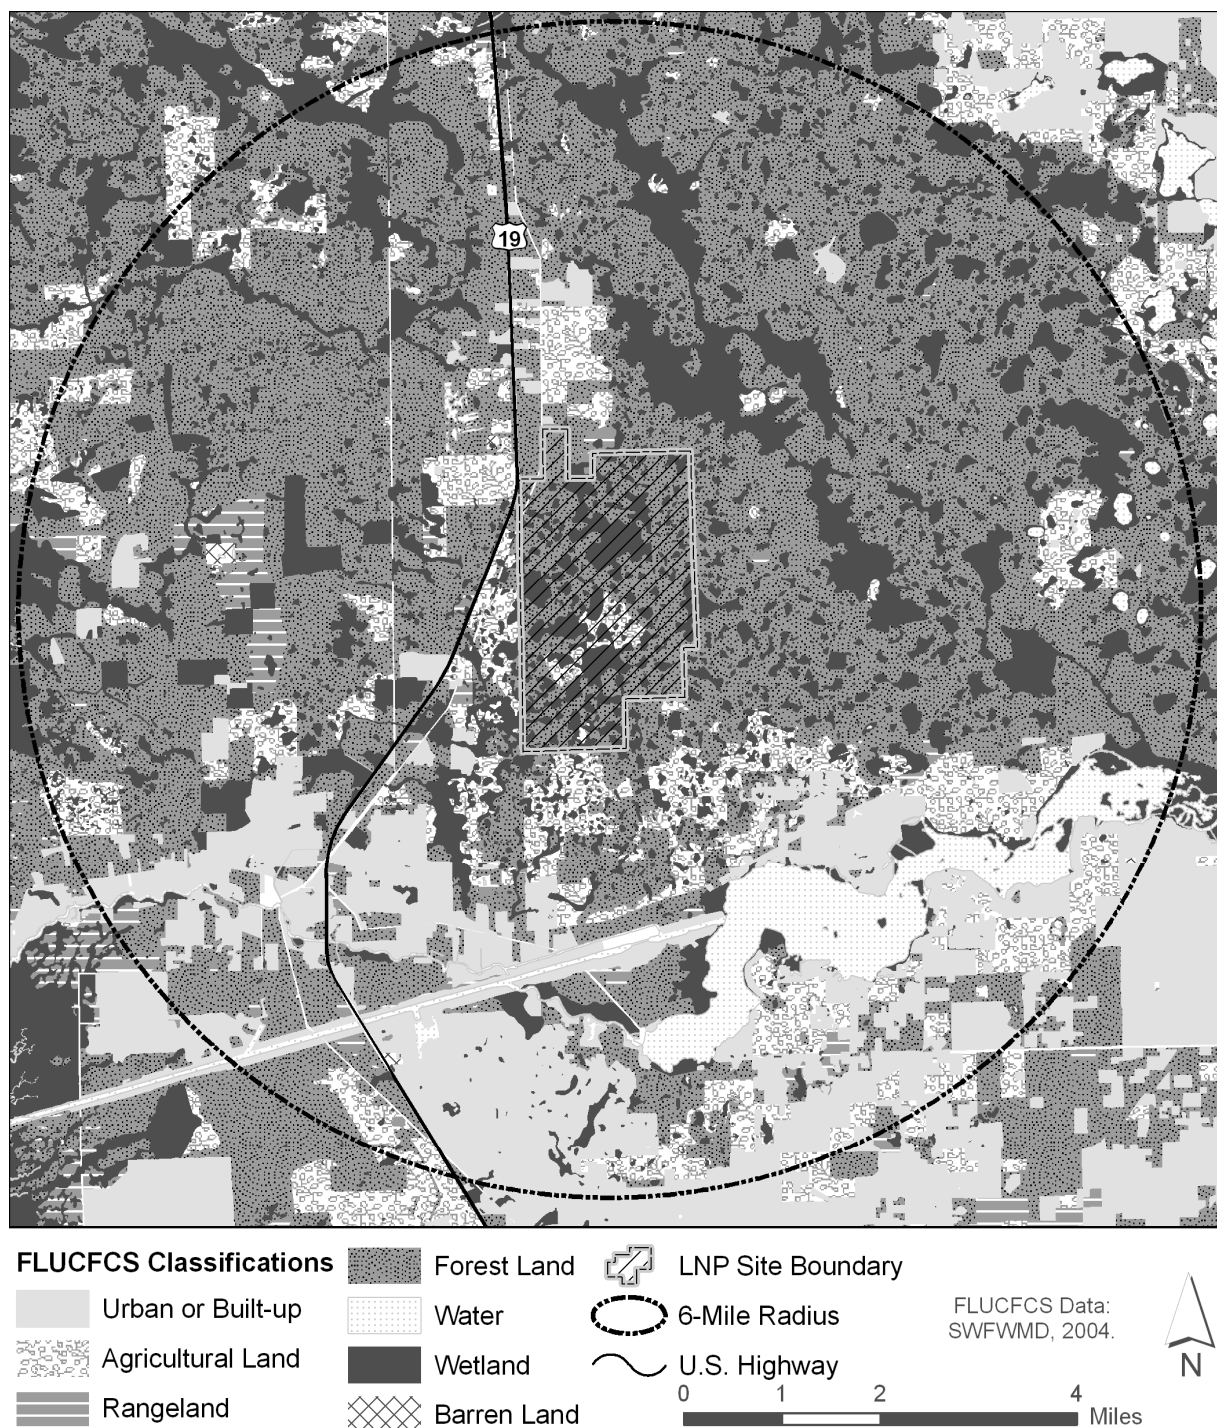 19
FLUCFCS Classifications
Urban or Built-up
Agricultural Land
Rangeland
Forest Land
Water
Wetland
Barren Land
LNP Site Boundary
6-Mile Radius
U.S. Highway
FLUCFCS Data:
SWFWMD, 2004.
N
0 1 2 4
Miles